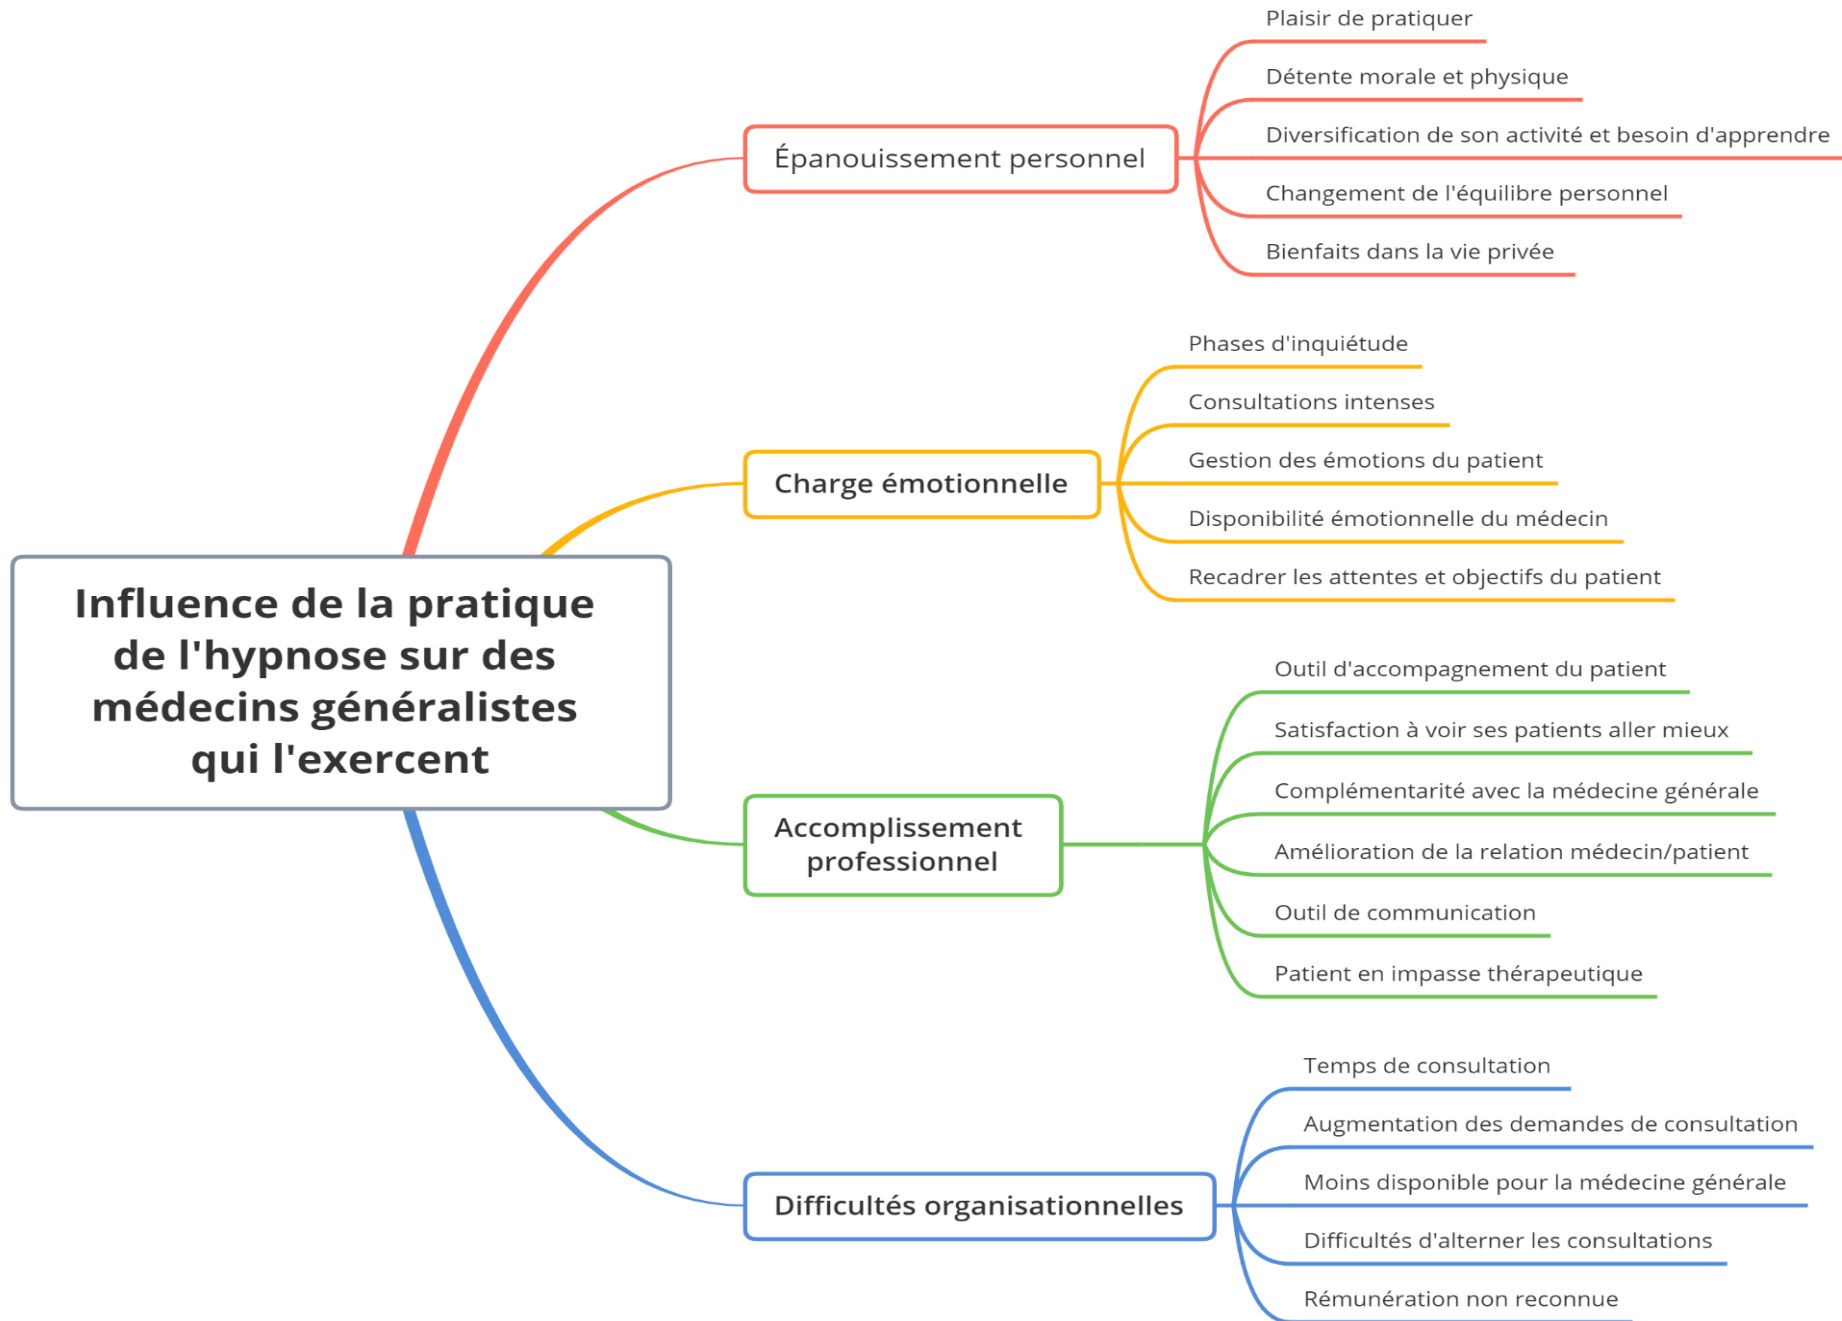 Influence de la pratique
de l'hypnose sur des
médecins généralistes
qui l'exercent
Épanouissement personnel
Plaisir de pratiquer
Détente morale et physique
Diversification de son activité et besoin d'apprendre
Changement de l'équilibre personnel
Bienfaits dans la vie privée
Charge émotionnelle
Phases d'inquiétude
Consultations intenses
Gestion des émotions du patient
Disponibilité émotionnelle du médecin
Recadrer les attentes et objectifs du patient
Accomplissement
professionnel
Outil d'accompagnement du patient
Satisfaction à voir ses patients aller mieux
Complémentarité avec la médecine générale
Amélioration de la relation médecin/patient
Outil de communication
Patient en impasse thérapeutique
Difficultés organisationnelles
Temps de consultation
Augmentation des demandes de consultation
Moins disponible pour la médecine générale
Difficultés d'alterner les consultations
Rémunération non reconnue